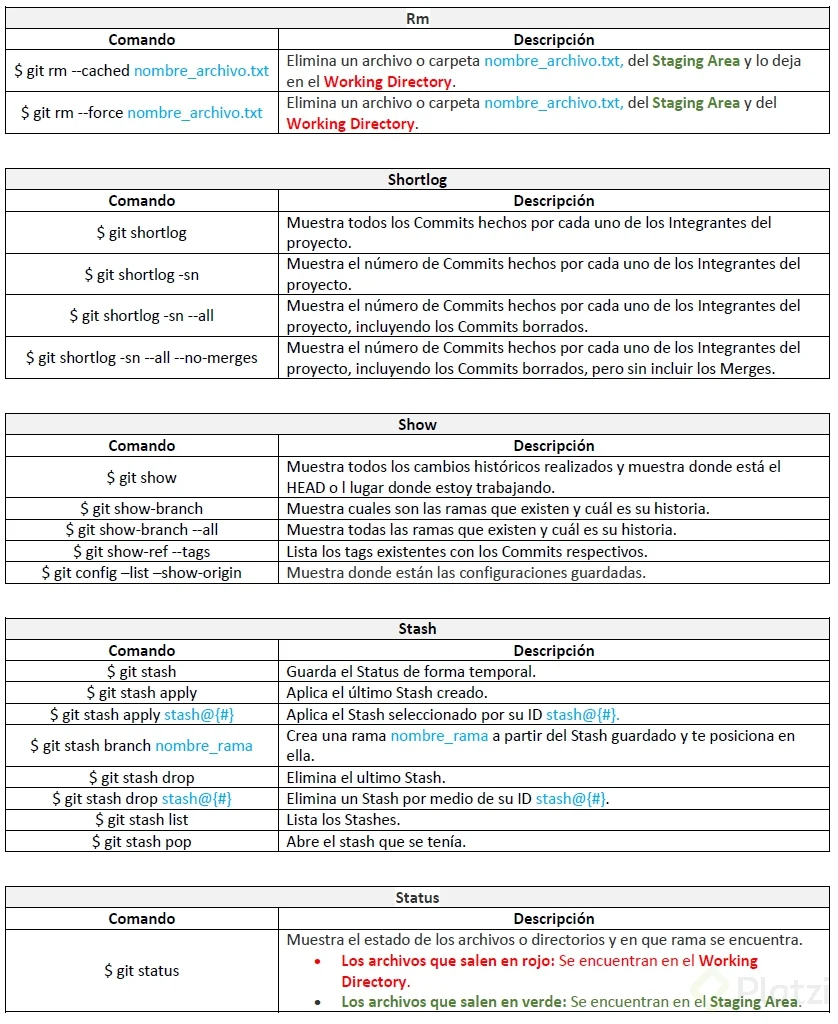 Rm
Comando Descripción
$ git rm --cached nombre_archivo.txt Elimina un archivo o carpeta nombre_archivo.txt, del Staging Area y lo deja
en el Working Directory.
$ git rm --force nombre_archivo.txt Elimina un archivo o carpeta nombre_archivo.txt, del Staging Area y del
Working Directory.
Shortlog
Comando Descripción
$ git shortlog Muestra todos los Commits hechos por cada uno de los Integrantes del
proyecto.
$ git shortlog -sn Muestra el número de Commits hechos por cada uno de los Integrantes del
proyecto.
$ git shortlog -sn --all Muestra el número de Commits hechos por cada uno de los Integrantes del
proyecto, incluyendo los Commits borrados.
$ git shortlog -sn --all --no-merges Muestra el número de Commits hechos por cada uno de los Integrantes del
proyecto, incluyendo los Commits borrados, pero sin incluir los Merges.
Show
Comando Descripción
$ git show Muestra todos los cambios históricos realizados y muestra donde está el
HEAD o l lugar donde estoy trabajando.
$ git show-branch Muestra cuales son las ramas que existen y cuál es su historia.
$ git show-branch --all Muestra todas las ramas que existen y cuál es su historia.
$ git show-ref --tags Lista los tags existentes con los Commits respectivos.
$ git config –list –show-origin Muestra donde están las configuraciones guardadas.
Stash
Comando Descripción
$ git stash Guarda el Status de forma temporal.
$ git stash apply Aplica el último Stash creado.
$ git stash apply stash@{#} Aplica el Stash seleccionado por su ID stash@{#}.
$ git stash branch nombre_rama Crea una rama nombre_rama a partir del Stash guardado y te posiciona en
ella.
$ git stash drop Elimina el ultimo Stash.
$ git stash drop stash@{#} Elimina un Stash por medio de su ID stash@{#}.
$ git stash list Lista los Stashes.
$ git stash pop Abre el stash que se tenía.
Status
Comando Descripción
$ git status Muestra el estado de los archivos o directorios y en que rama se encuentra.
• Los archivos que salen en rojo: Se encuentran en el Working
Directory.
• Los archivos que salen en verde: Se encuentran en el Staging Area.
Platzi